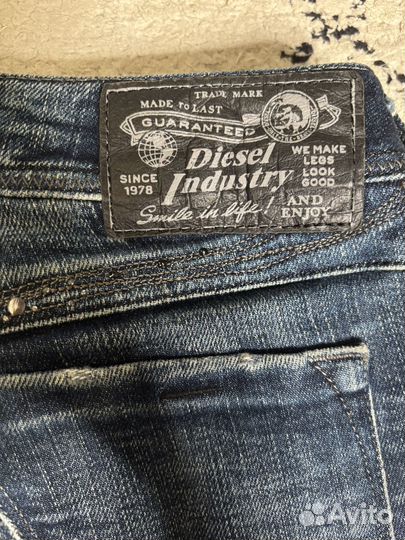 TRADE MARK
MADE TO LAST
GUARANTEED
Diesel
Industry
SINCE
1978
WE MAKE
LEGS
LOOK
GOOD
AND
ENJOY
Smile in life!
Avito